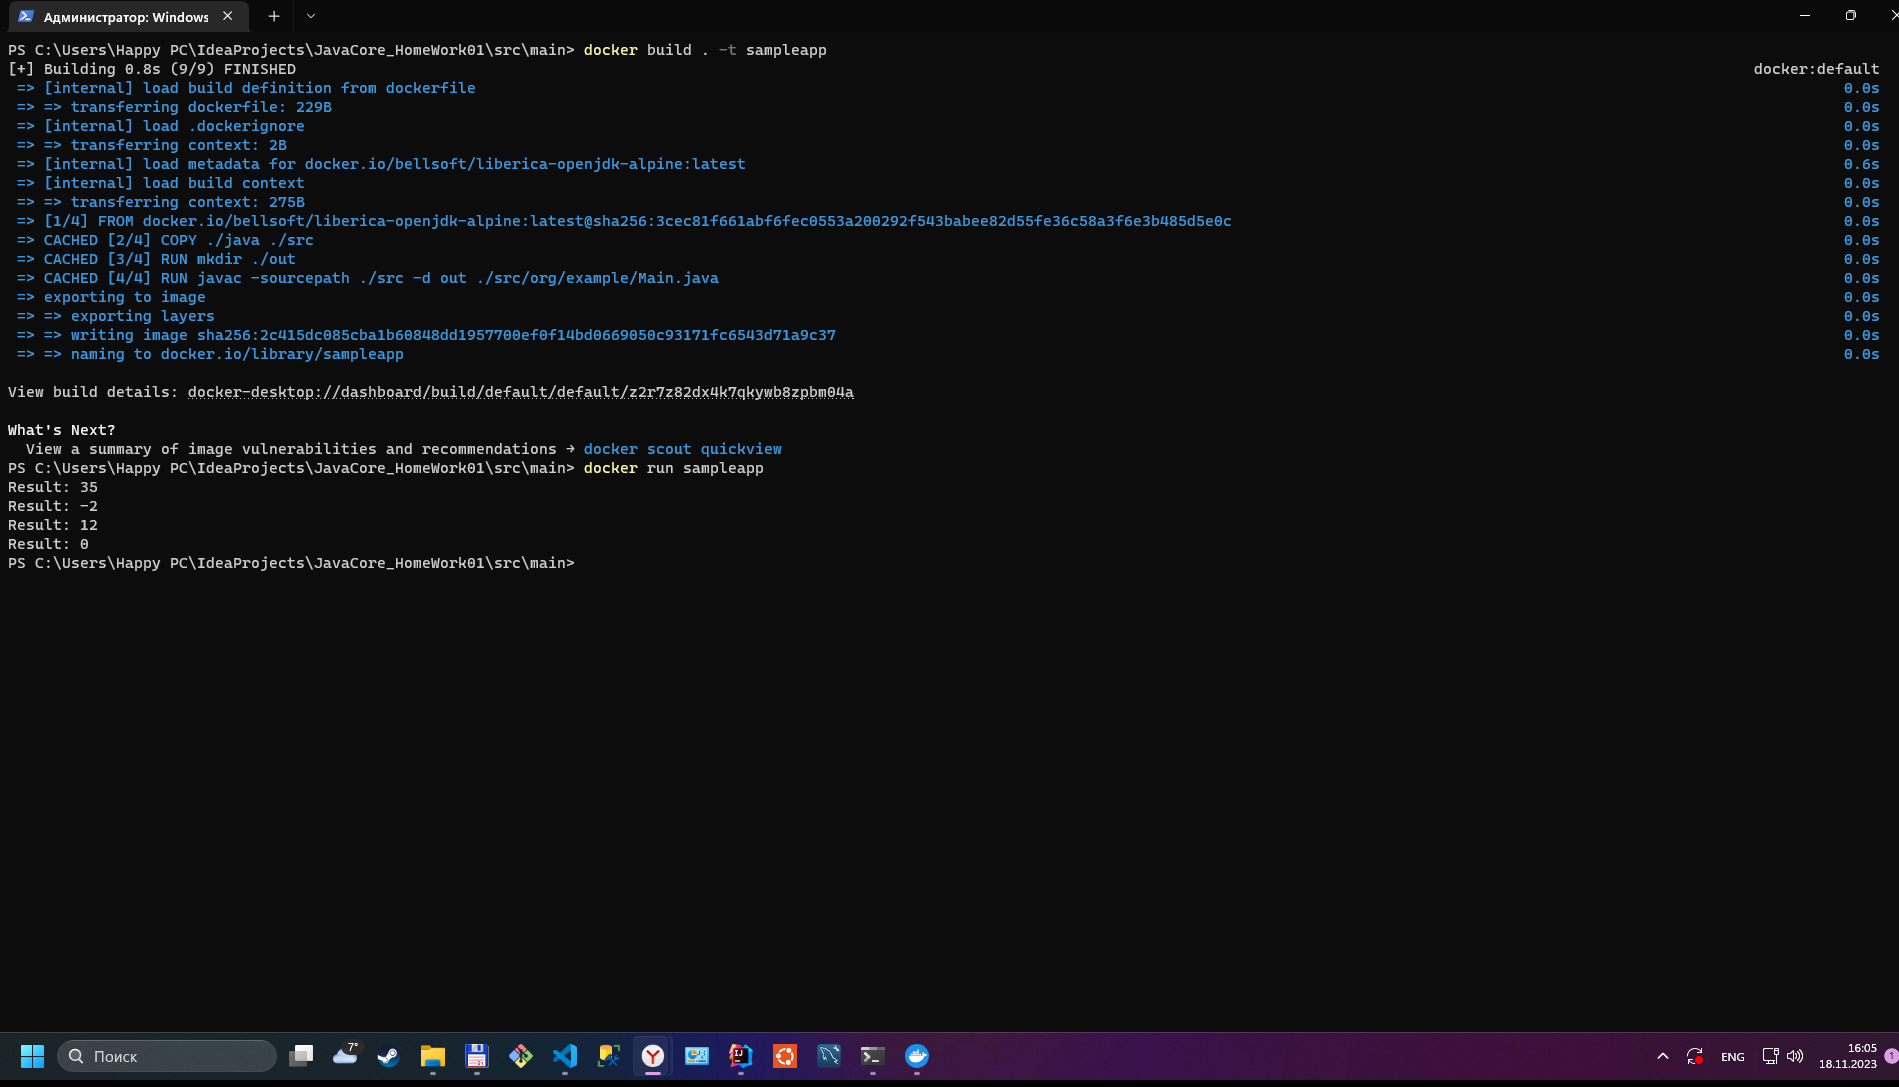 Администратор: Windows
PS C:\Users\Happy PC\IdeaProjects\JavaCore_HomeWork01\src\main> docker build . -t sampleapp
[+] Building 0.8s (9/9) FINISHED docker:default
=> [internal] load build definition from dockerfile 0.0s
=> => transferring dockerfile: 229B 0.0s
=> [internal] load .dockerignore 0.0s
=> => transferring context: 2B 0.0s
=> [internal] load metadata for docker.io/bellsoft/liberica-openjdk-alpine:latest 0.6s
=> [internal] load build context 0.0s
=> => transferring context: 275B 0.0s
=> [1/4] FROM docker.io/bellsoft/liberica-openjdk-alpine:latest@sha256:3cec81f661abf6fec0553a200292f543babee82d55fe36c58a3f6e3b485d5e0c 0.0s
=> CACHED [2/4] COPY ./java ./src 0.0s
=> CACHED [3/4] RUN mkdir ./out 0.0s
=> CACHED [4/4] RUN javac -sourcepath ./src -d out ./src/org/example/Main.java 0.0s
=> exporting to image 0.0s
=> => exporting layers 0.0s
=> => writing image sha256:2c415dc085cba1b60848dd1957700ef0f14bd0669050c93171fc6543d71a9c37 0.0s
=> => naming to docker.io/library/sampleapp 0.0s
View build details: docker-desktop://dashboard/build/default/default/z2r7z82dx4k7qkywb8zpbm04a
What's Next?
View a summary of image vulnerabilities and recommendations → docker scout quickview
PS C:\Users\Happy PC\IdeaProjects\JavaCore_HomeWork01\src\main> docker run sampleapp
Result: 35
Result: -2
Result: 12
Result: 0
PS C:\Users\Happy PC\IdeaProjects\JavaCore_HomeWork01\src\main>
Поиск
7°
ENG
16:05
18.11.2023
1